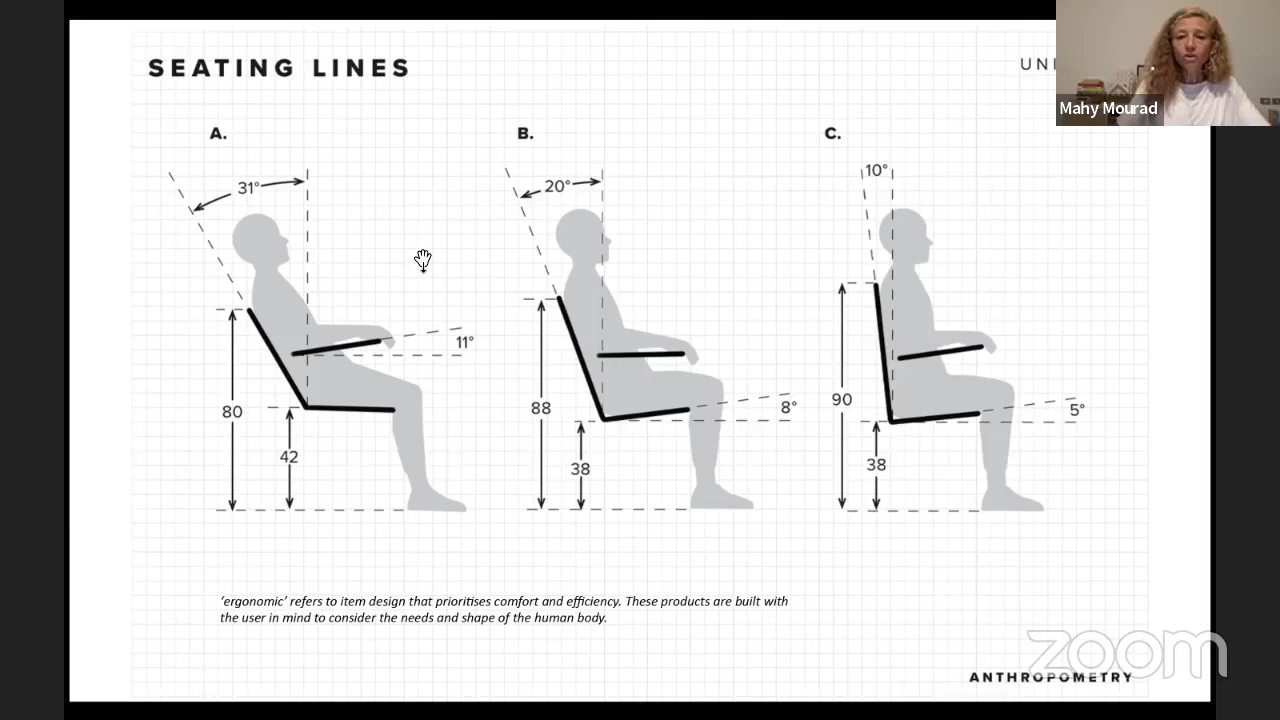 SEATING LINES
UNI
Mahy Mourad
A.
B.
C.
31°
20°
10°
11°
8°
5°
80
42
88
38
90
38
‘ergonomic’ refers to item design that prioritises comfort and efficiency. These products are built with
the user in mind to consider the needs and shape of the human body.
zoom
ANTHROPOMETRY